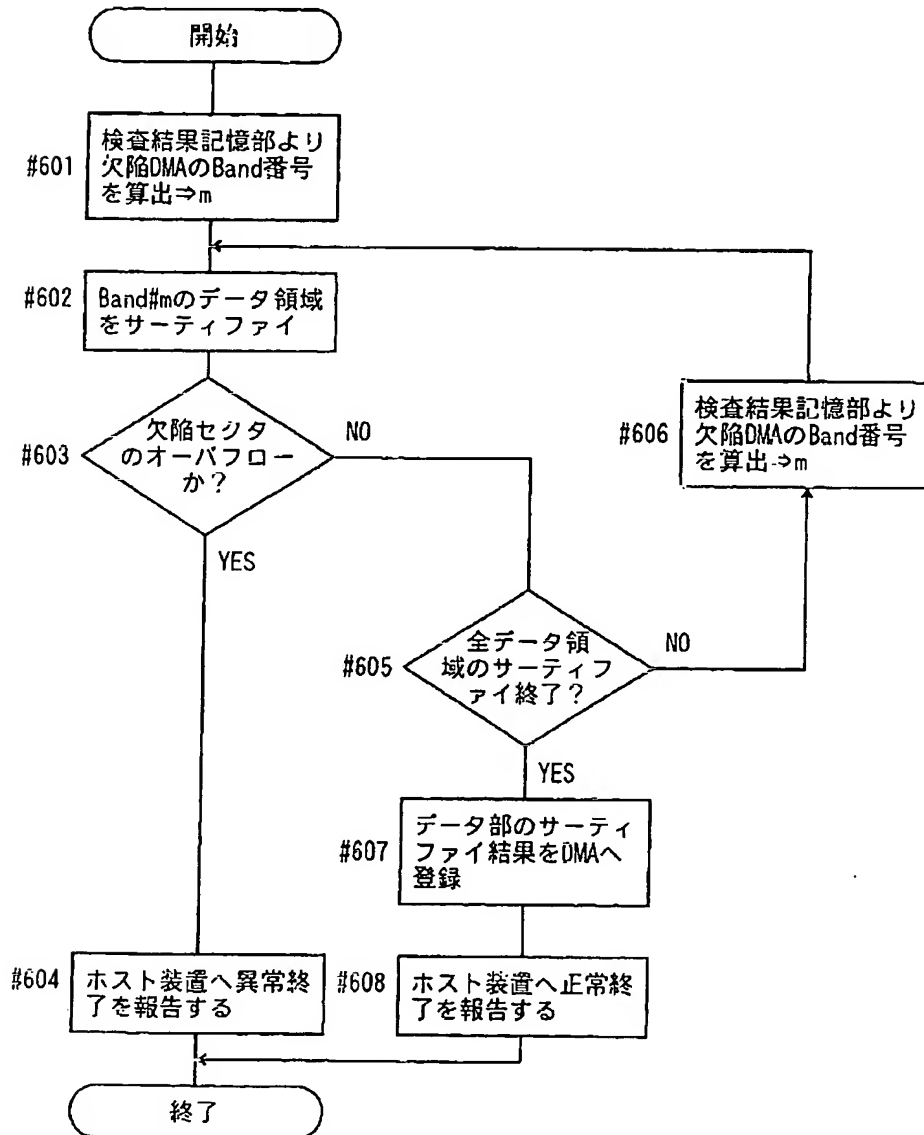 開始
#601
検査結果記憶部より
欠陥DMAのBand番号
を算出⇒m
#602
Band#mのデータ領域
をサーティファイ
#603
欠陥セクタ
のオーバフロー
か？
NO
YES
#606
検査結果記憶部より
欠陥DMAのBand番号
を算出⇒m
#605
全データ領
域のサーティフ
ァイ終了？
NO
YES
#607
データ部のサーティ
ファイ結果をDMAへ
登録
#604
ホスト装置へ異常終
了を報告する
#608
ホスト装置へ正常終
了を報告する
終了